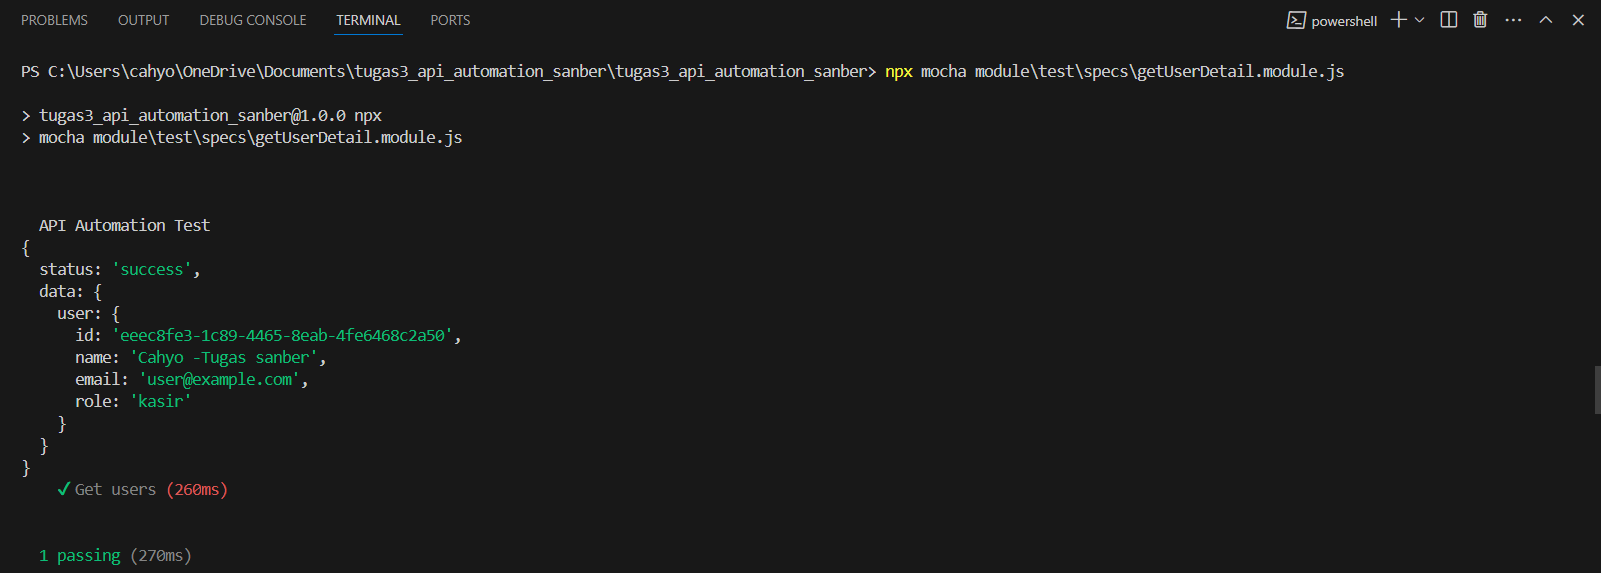 PROBLEMS OUTPUT DEBUG CONSOLE TERMINAL PORTS powershell
PS C:\Users\cahyo\OneDrive\Documents\tugas3_api_automation_sanber\tugas3_api_automation_sanber> npx mocha module\test\specs\getUserDetail.module.js
> tugas3_api_automation_sanber@1.0.0 npx
> mocha module\test\specs\getUserDetail.module.js
API Automation Test
{
status: 'success',
data: {
user: {
id: 'eeec8fe3-1c89-4465-8eab-4fe6468c2a50',
name: 'Cahyo -Tugas sanber',
email: 'user@example.com',
role: 'kasir'
}
}
}
✓ Get users (260ms)
1 passing (270ms)